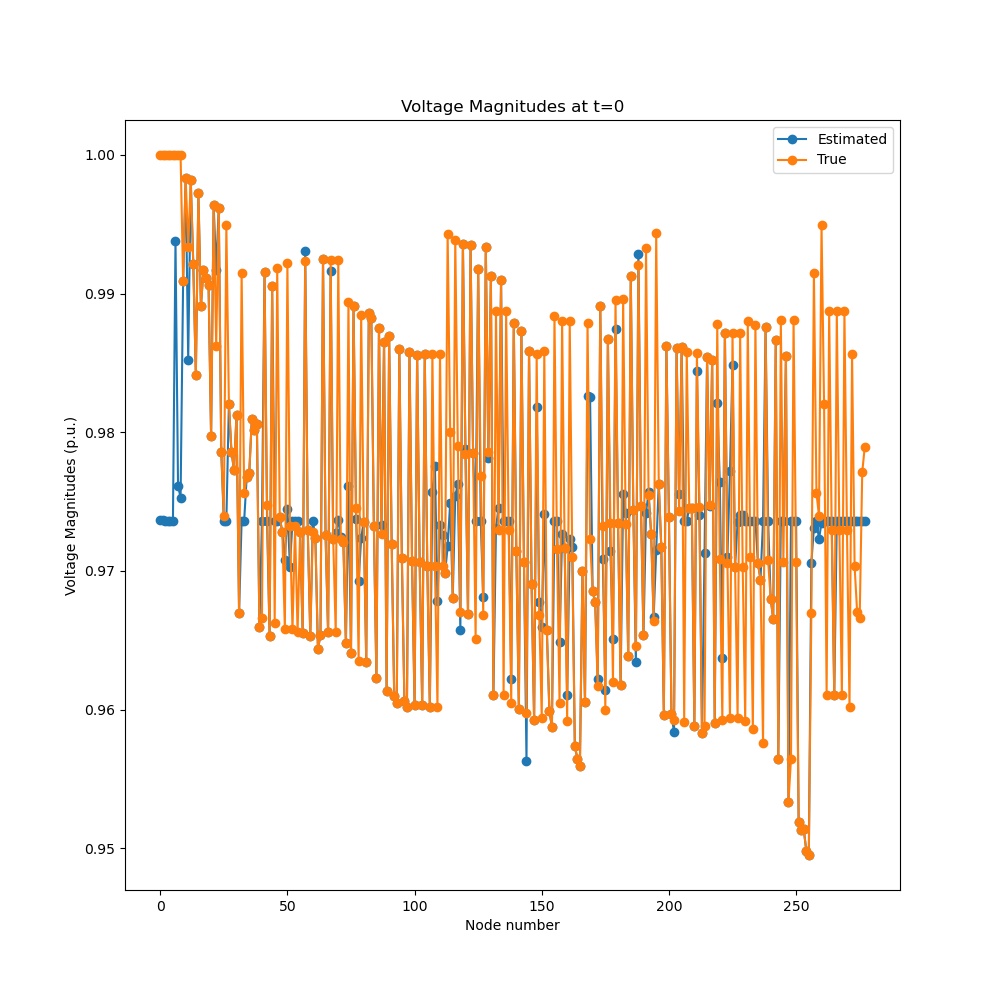 Voltage Magnitudes at t=0
Estimated
True
1.00
0.99
0.98
0.97
0.96
0.95
Voltage Magnitudes (p.u.)
0
50
100
150
200
250
Node number